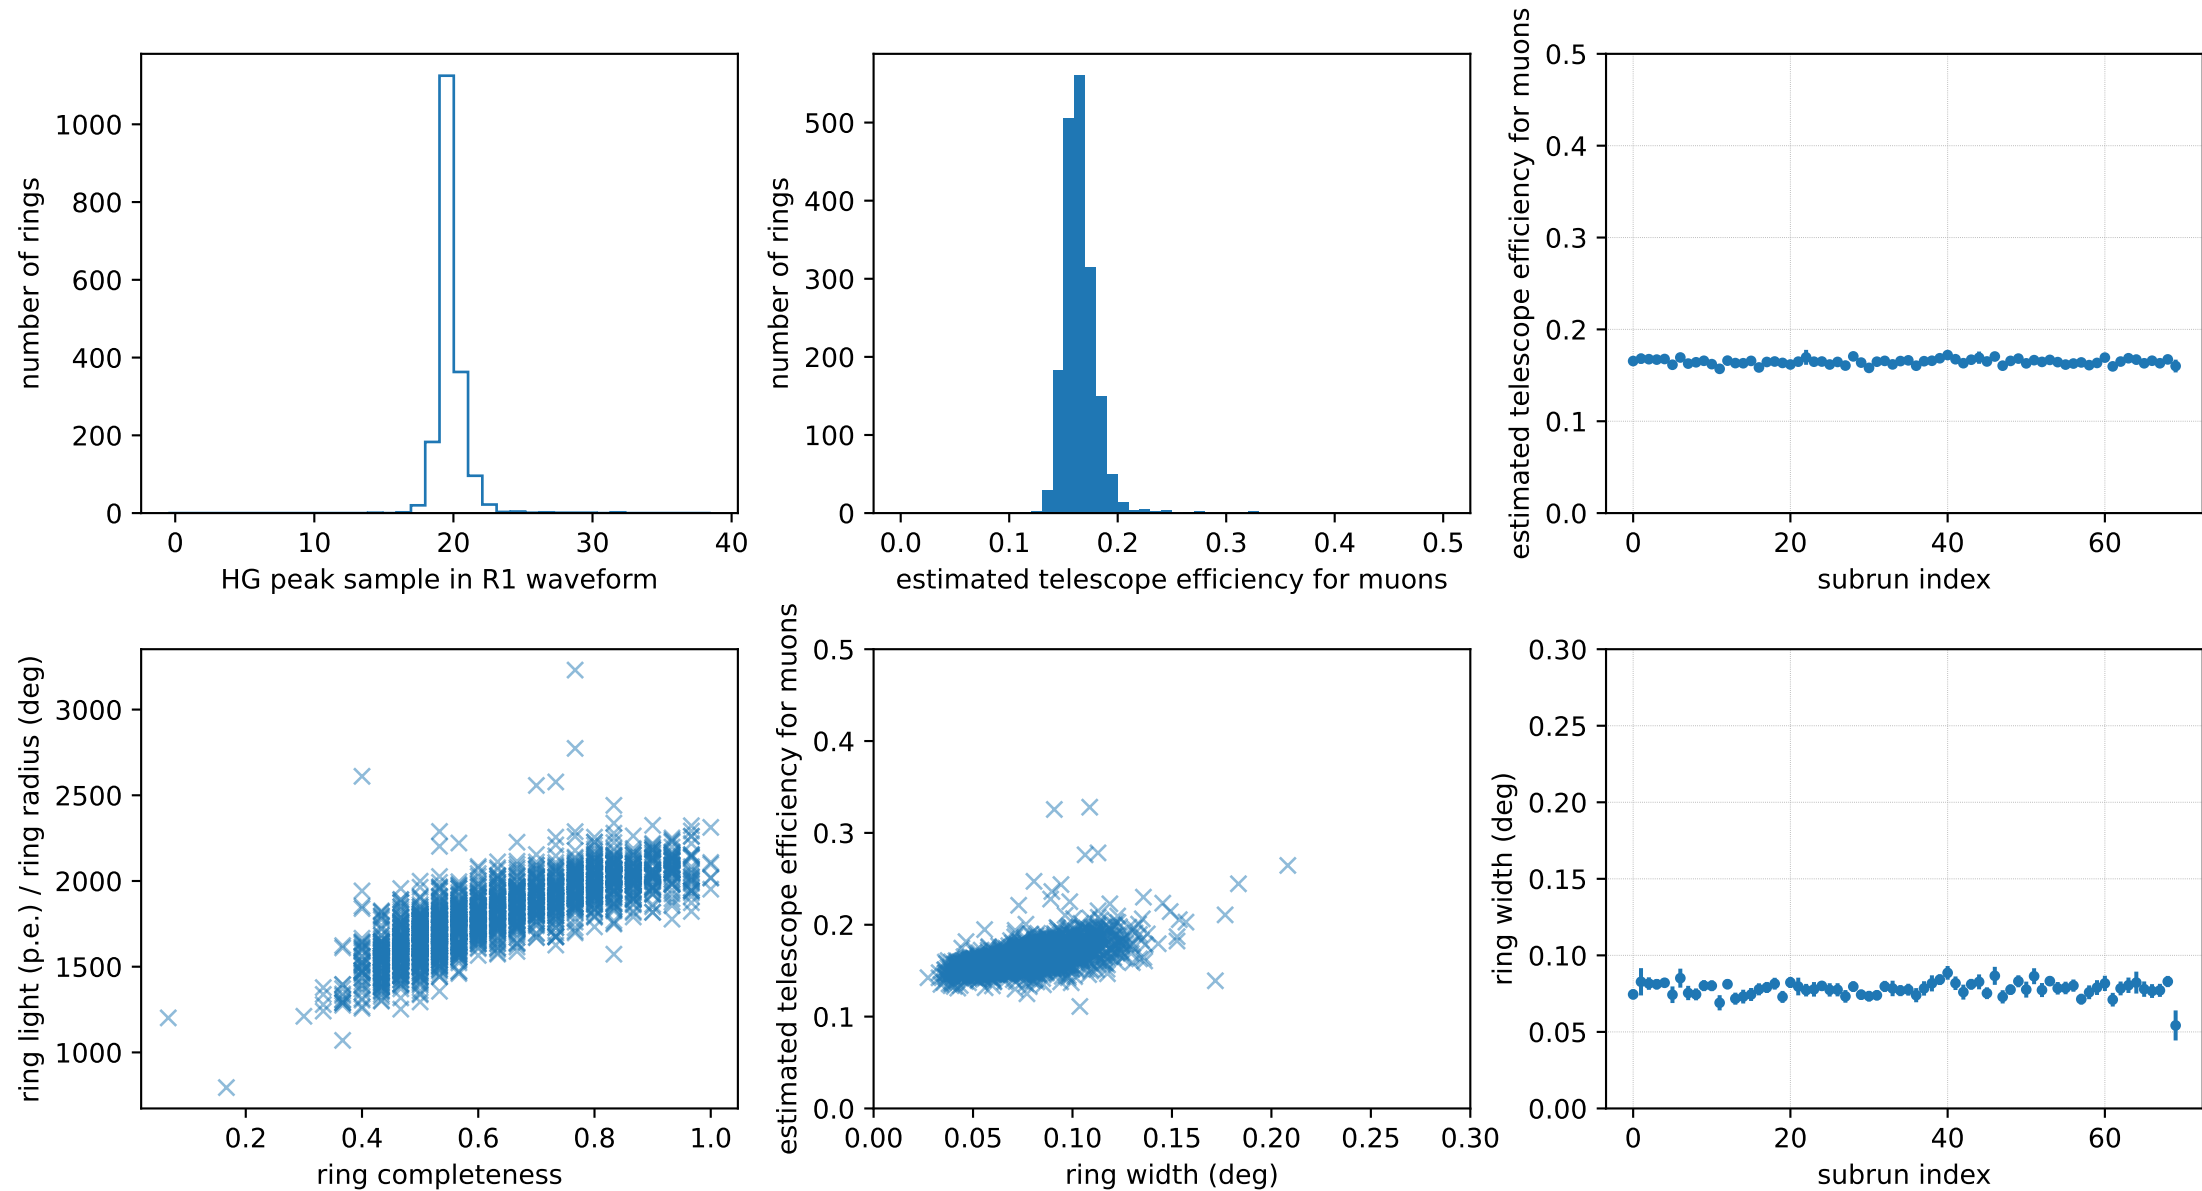 number of rings
1000
800
600
400
200
0
0 10 20 30 40
HG peak sample in R1 waveform
number of rings
500
400
300
200
100
0
0.0 0.1 0.2 0.3 0.4 0.5
estimated telescope efficiency for muons
estimated telescope efficiency for muons
0.5
0.4
0.3
0.2
0.1
0.0
0 20 40 60
subrun index
ring light (p.e.) / ring radius (deg)
3000
2500
2000
1500
1000
0.2 0.4 0.6 0.8 1.0
ring completeness
estimated telescope efficiency for muons
0.5
0.4
0.3
0.2
0.1
0.0
0.00 0.05 0.10 0.15 0.20 0.25 0.30
ring width (deg)
ring width (deg)
0.30
0.25
0.20
0.15
0.10
0.05
0.00
0 20 40 60
subrun index